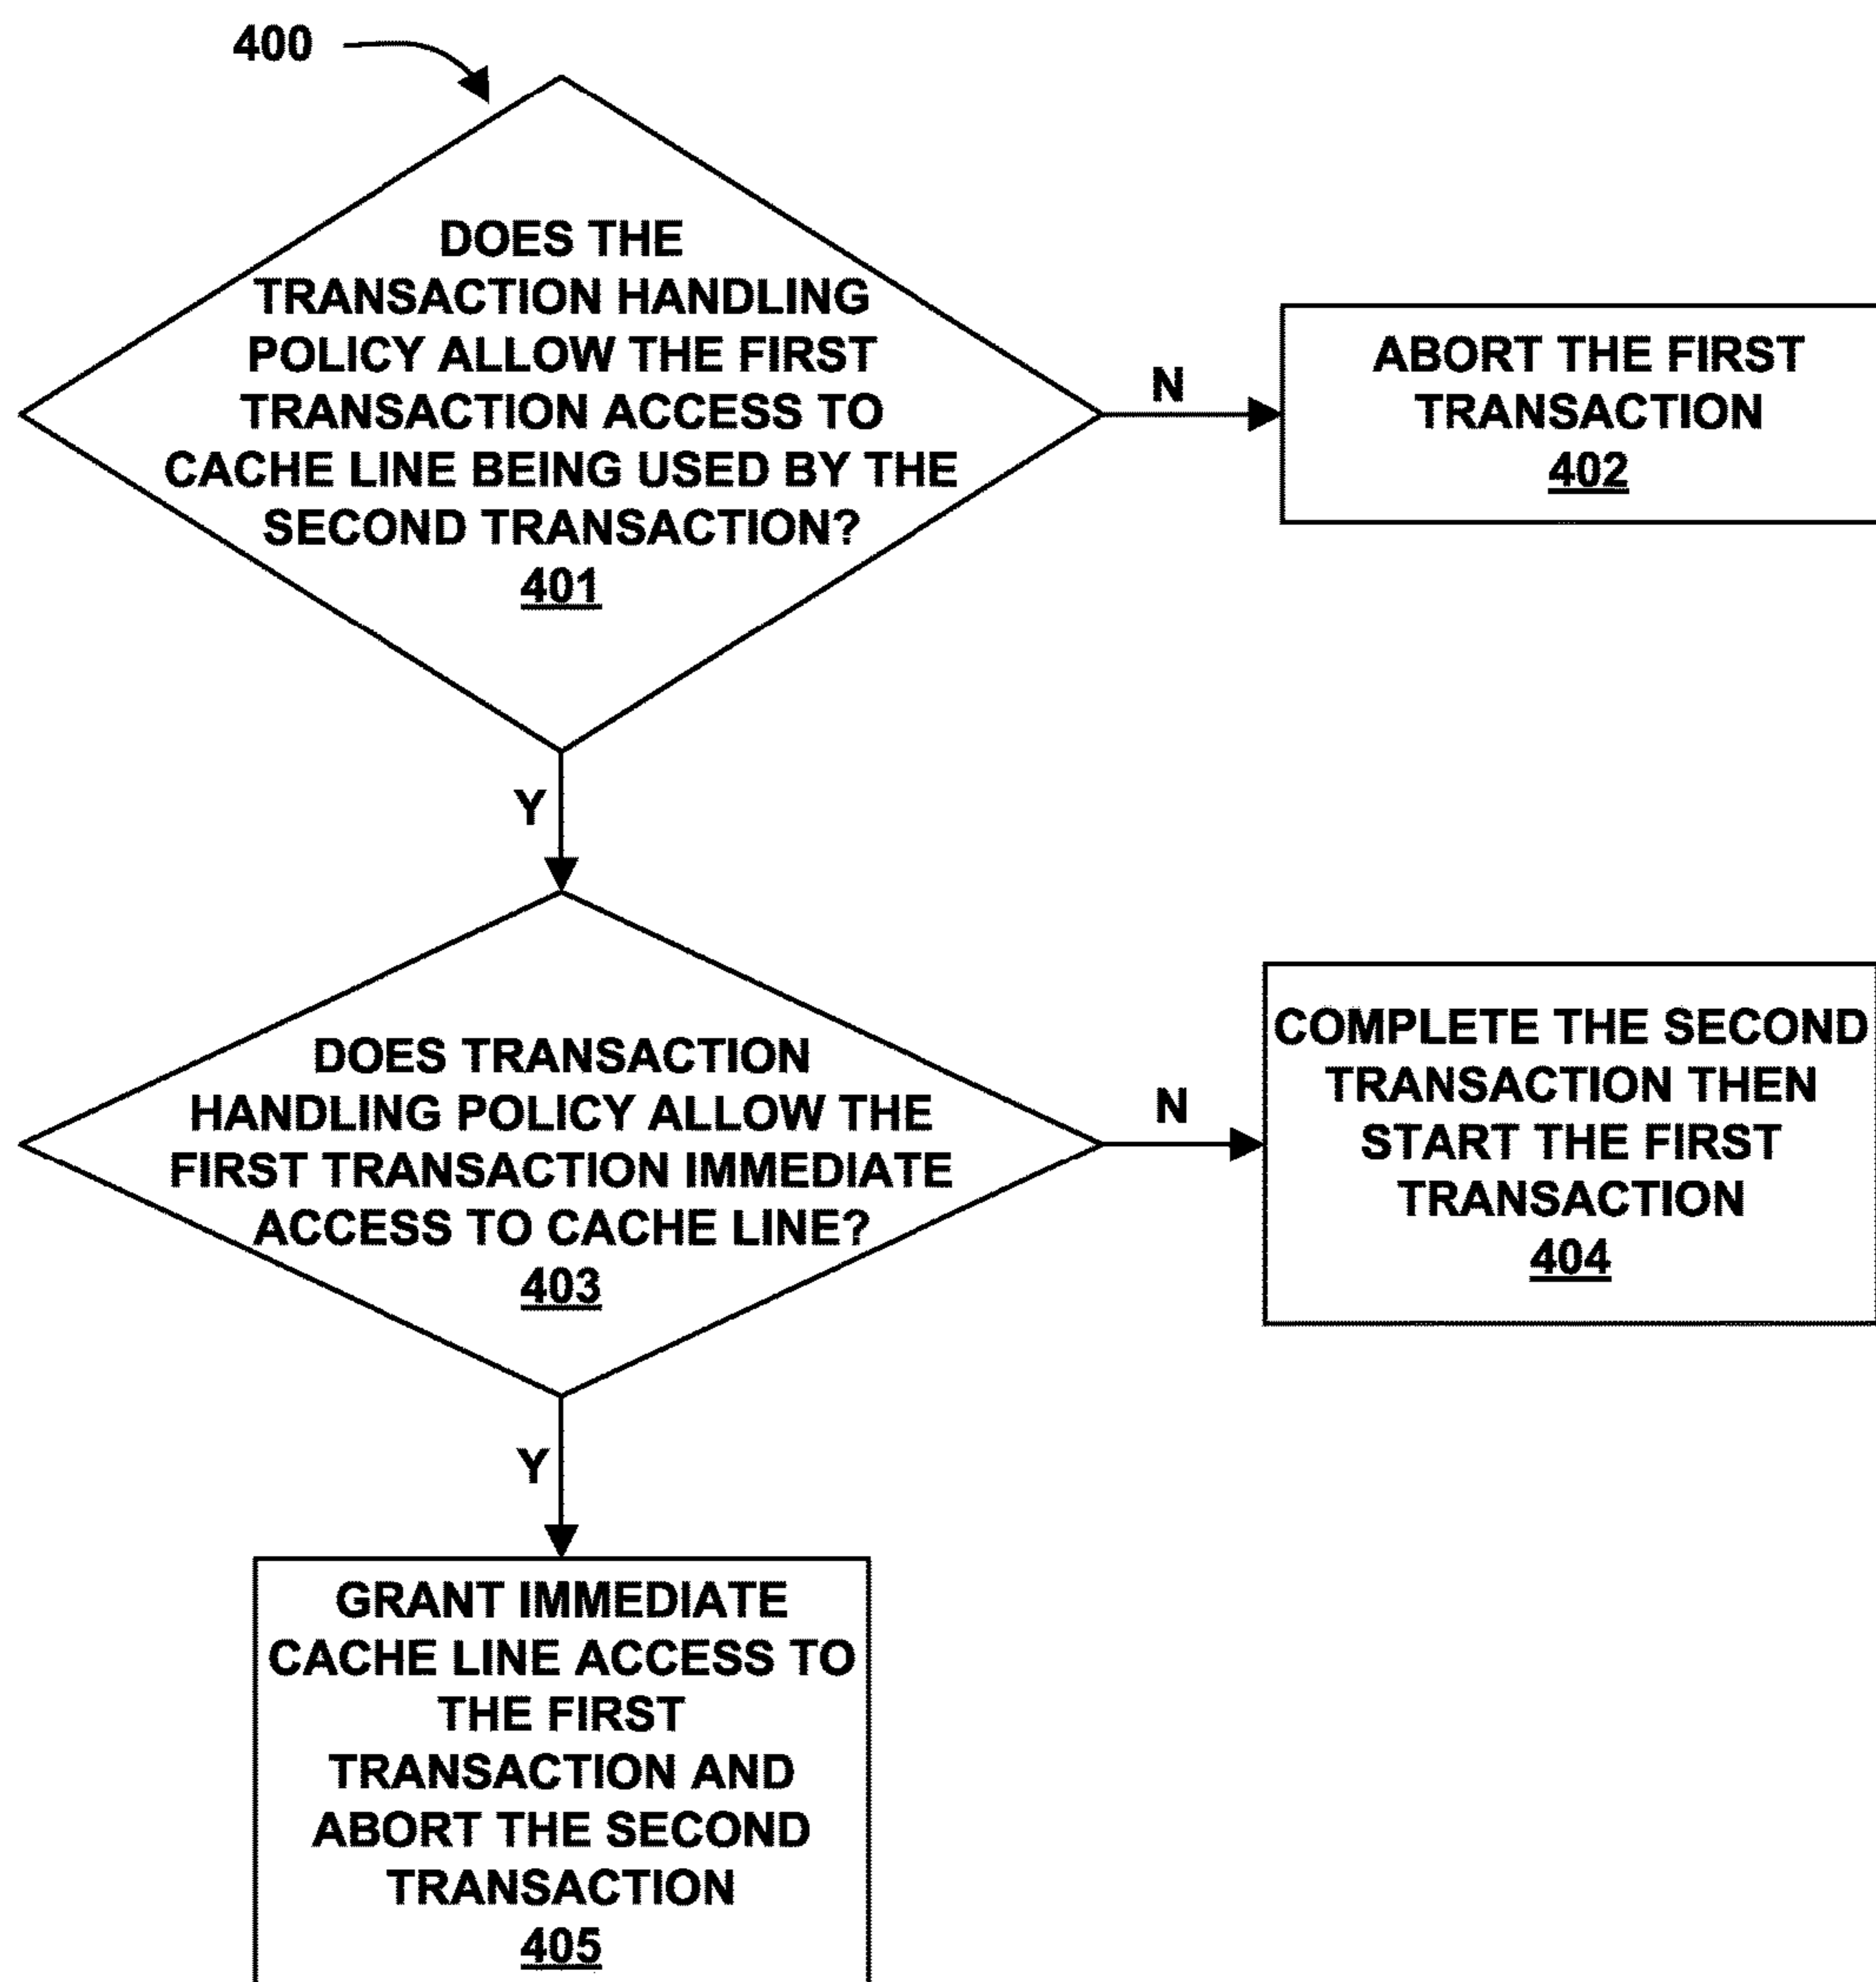 400
DOES THE
TRANSACTION HANDLING
POLICY ALLOW THE FIRST
TRANSACTION ACCESS TO
CACHE LINE BEING USED BY THE
SECOND TRANSACTION?
401
N
ABORT THE FIRST
TRANSACTION
402
Y
DOES TRANSACTION
HANDLING POLICY ALLOW THE
FIRST TRANSACTION IMMEDIATE
ACCESS TO CACHE LINE?
403
N
COMPLETE THE SECOND
TRANSACTION THEN
START THE FIRST
TRANSACTION
404
Y
GRANT IMMEDIATE
CACHE LINE ACCESS TO
THE FIRST
TRANSACTION AND
ABORT THE SECOND
TRANSACTION
405